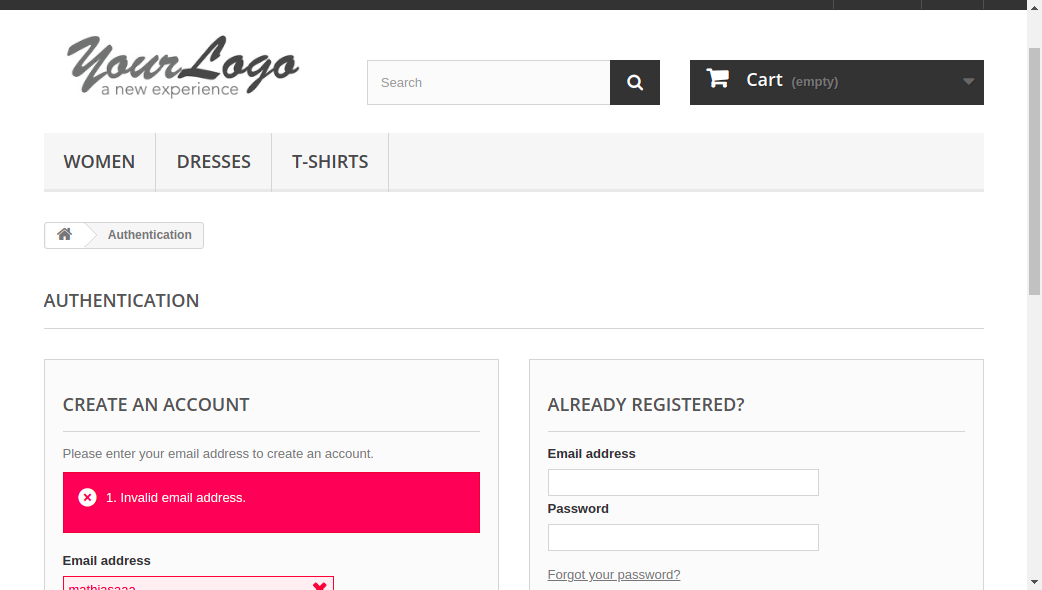 YourLogo
a new experience
Search
Cart (empty)
WOMEN
DRESSES
T-SHIRTS
Authentication
AUTHENTICATION
CREATE AN ACCOUNT
Please enter your email address to create an account.
1. Invalid email address.
Email address
mathiasaaa
ALREADY REGISTERED?
Email address
Password
Forgot your password?